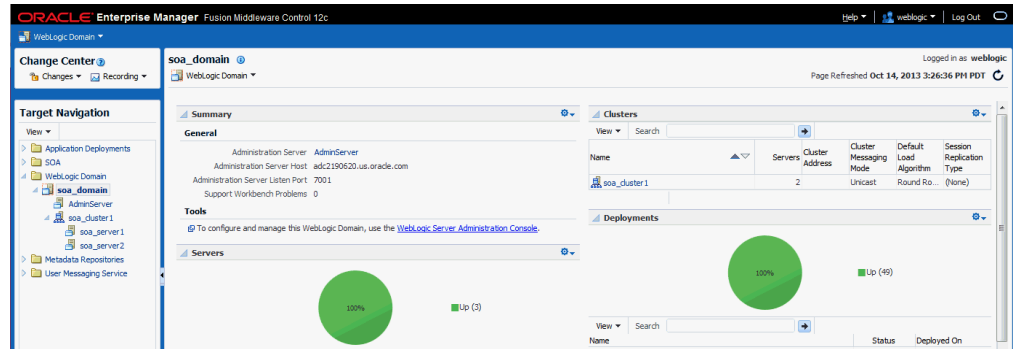 ORACLE Enterprise Manager Fusion Middleware Control 12c
Help weblogic Log Out
WebLogic Domain
Change Center
Changes Recording
soa_domain
WebLogic Domain
Logged in as weblogic
Page Refreshed Oct 14, 2013 3:26:36 PM PDT
Target Navigation
View
Application Deployments
SOA
WebLogic Domain
soa_domain
AdminServer
soa_cluster1
soa_server1
soa_server2
Metadata Repositories
User Messaging Service
Summary
General
Administration Server AdminServer
Administration Server Host adc2190620.us.oracle.com
Administration Server Listen Port 7001
Support Workbench Problems 0
Tools
To configure and manage this WebLogic Domain, use the WebLogic Server Administration Console.
Servers
100%
Up (3)
Clusters
View Search
Name Servers Cluster Address Cluster Messaging Mode Default Load Algorithm Session Replication Type
soa_cluster1 2 Unicast Round Ro... (None)
Deployments
100%
Up (49)
View Search
Name Status Deployed On